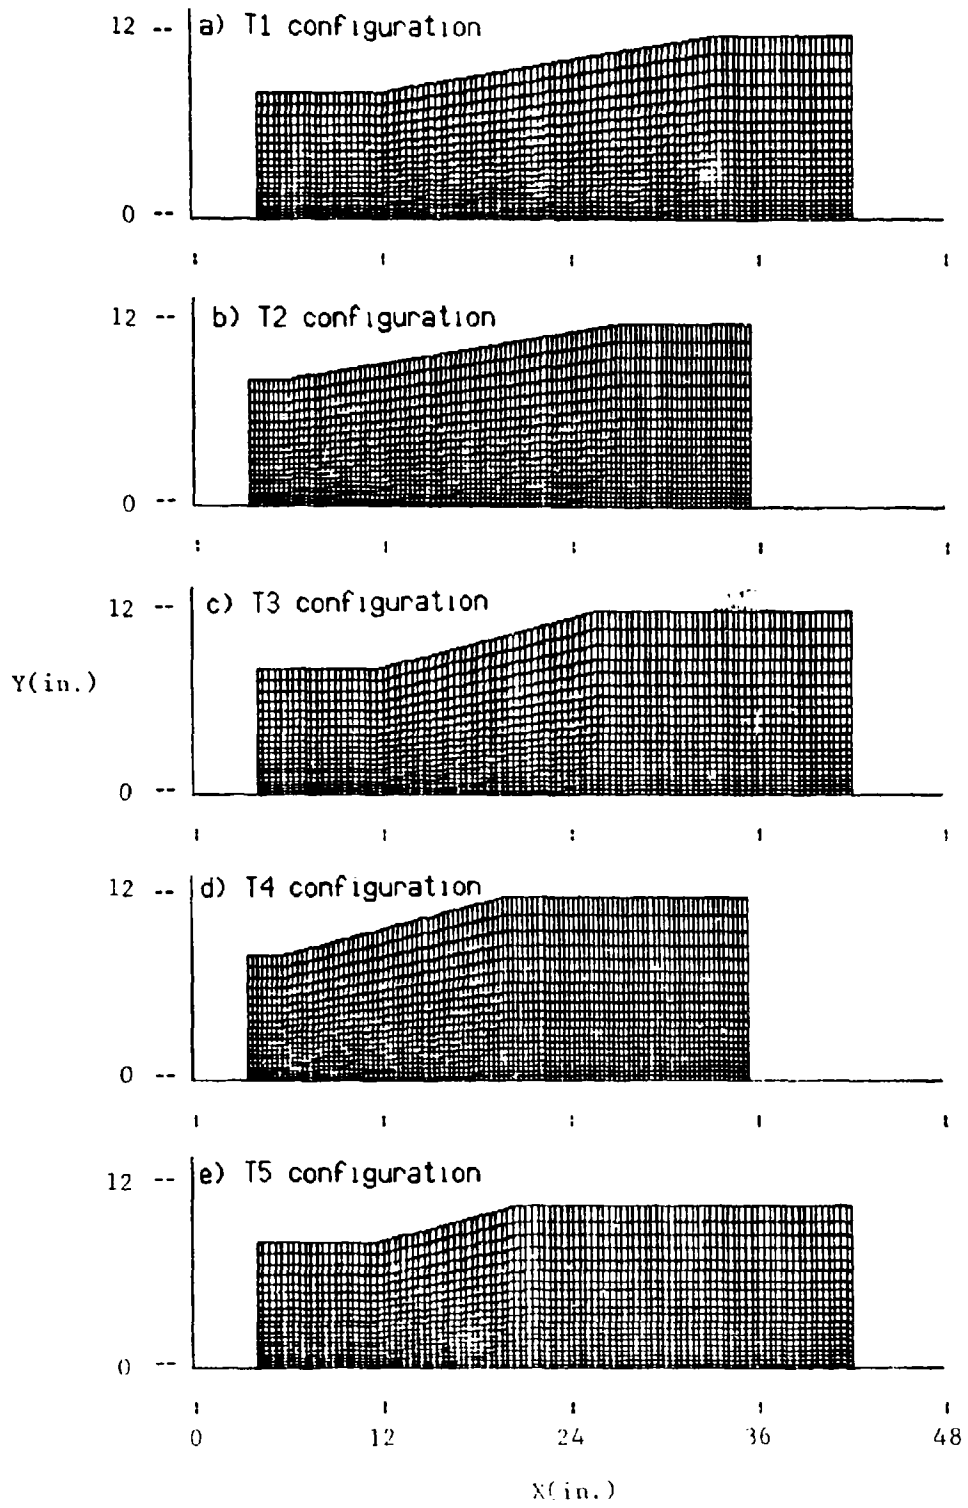 12 --
a) T1 configuration
0 --
12 --
b) T2 configuration
0 --
12 --
c) T3 configuration
Y(in.)
0 --
12 --
d) T4 configuration
0 --
12 --
e) T5 configuration
0 --
0 12 24 36 48
X(in.)